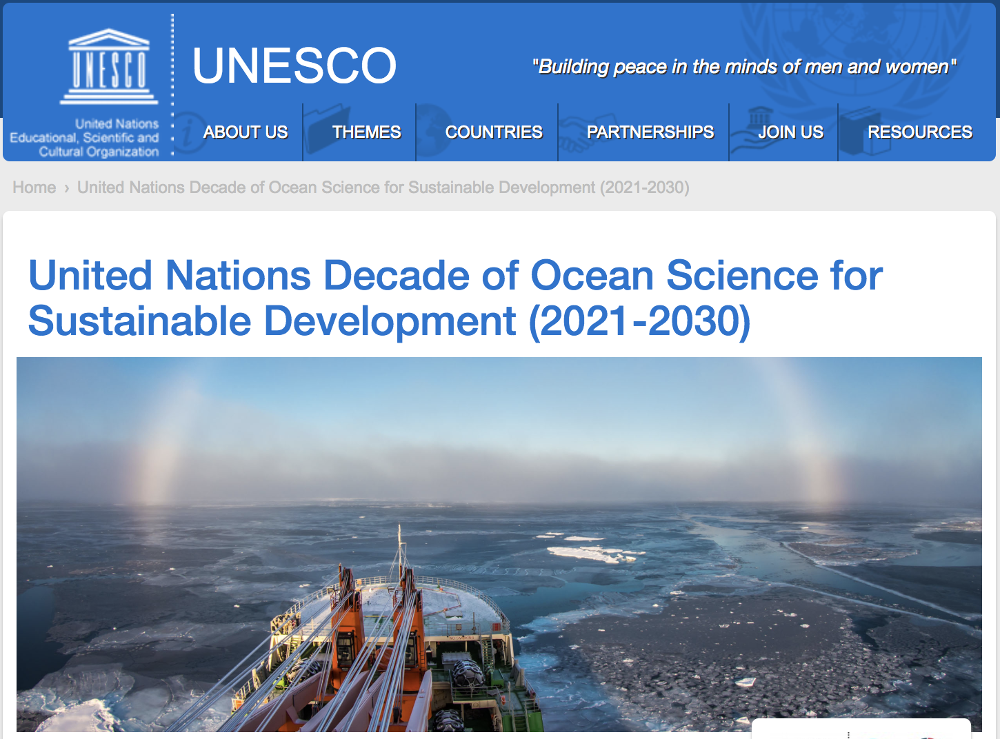 UNESCO
United Nations
Educational, Scientific and
Cultural Organization
UNESCO
"Building peace in the minds of men and women"
ABOUT US THEMES COUNTRIES PARTNERSHIPS JOIN US RESOURCES
Home › United Nations Decade of Ocean Science for Sustainable Development (2021-2030)
United Nations Decade of Ocean Science for
Sustainable Development (2021-2030)
NO SMOKING